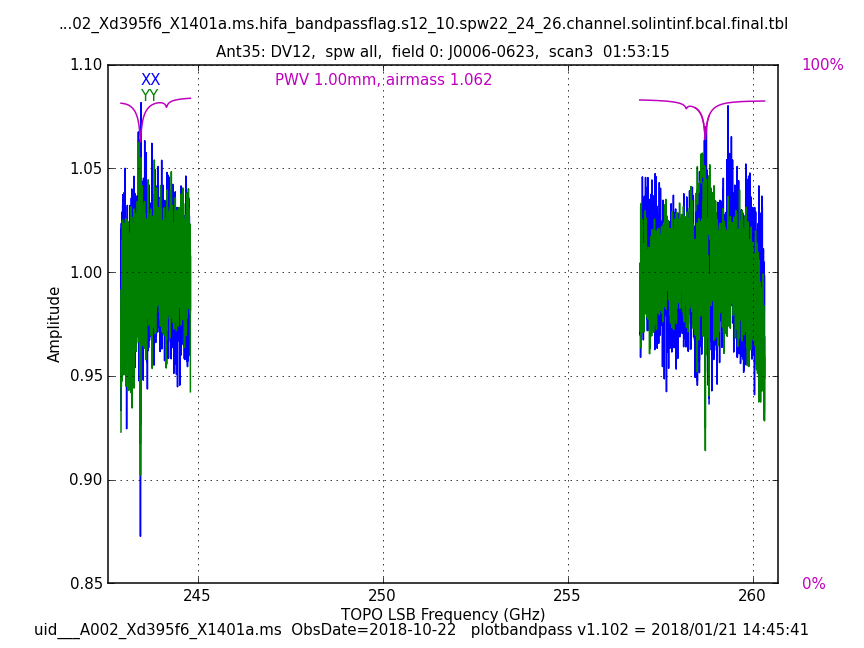 ...02_Xd395f6_X1401a.ms.hifa_bandpassflag.s12_10.spw22_24_26.channel.solintinf.bcal.final.tbl
Ant35: DV12, spw all, field 0: J0006-0623, scan3 01:53:15
1.10
XX
PWV 1.00mm, airmass 1.062
100%
YY
1.05
1.00
Amplitude
0.95
0.90
0.85
0%
245
250
255
260
TOPO LSB Frequency (GHz)
uid___A002_Xd395f6_X1401a.ms ObsDate=2018-10-22 plotbandpass v1.102 = 2018/01/21 14:45:41